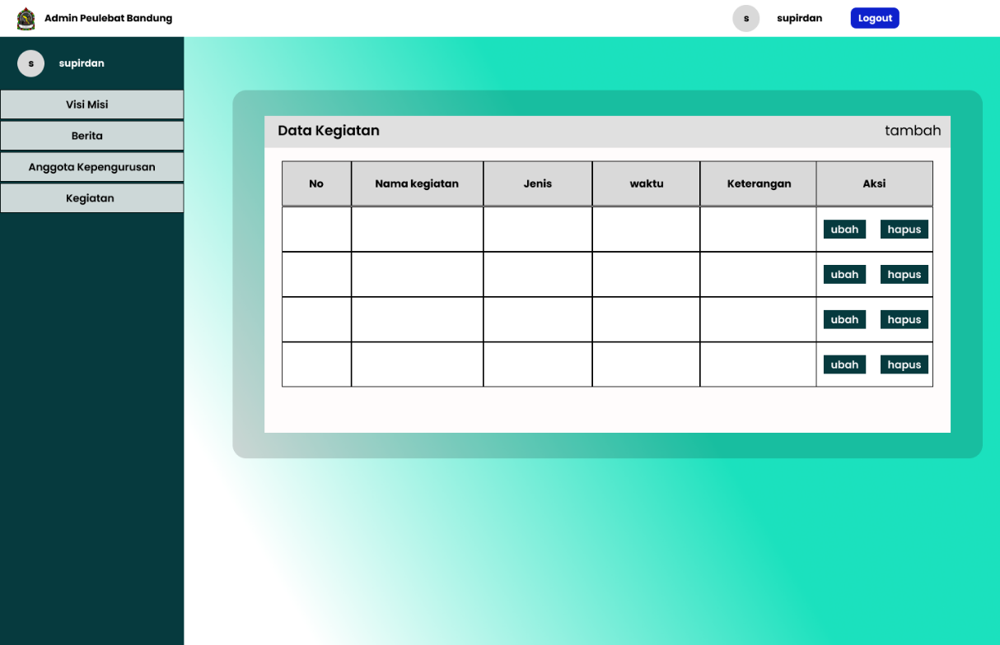 Admin Peulebat Bandung
s supirdan Logout
s supirdan
Visi Misi
Berita
Anggota Kepengurusan
Kegiatan
Data Kegiatan tambah
No Nama kegiatan Jenis waktu Keterangan Aksi
ubah hapus
ubah hapus
ubah hapus
ubah hapus